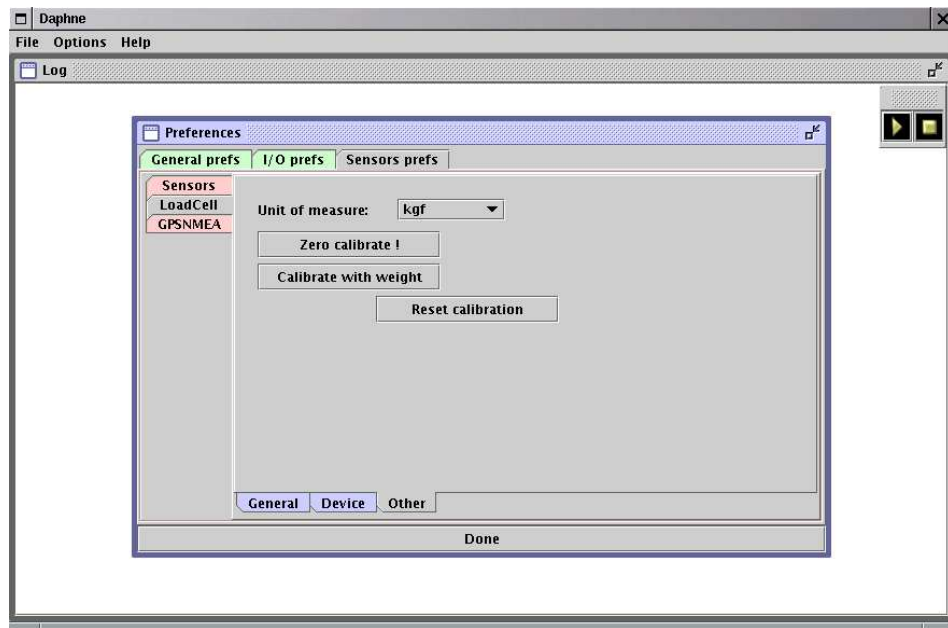 Daphne
File Options Help
Log
Preferences
General prefs I/O prefs Sensors prefs
Sensors
LoadCell
GPSNMEA
Unit of measure: kgf
Zero calibrate !
Calibrate with weight
Reset calibration
General Device Other
Done